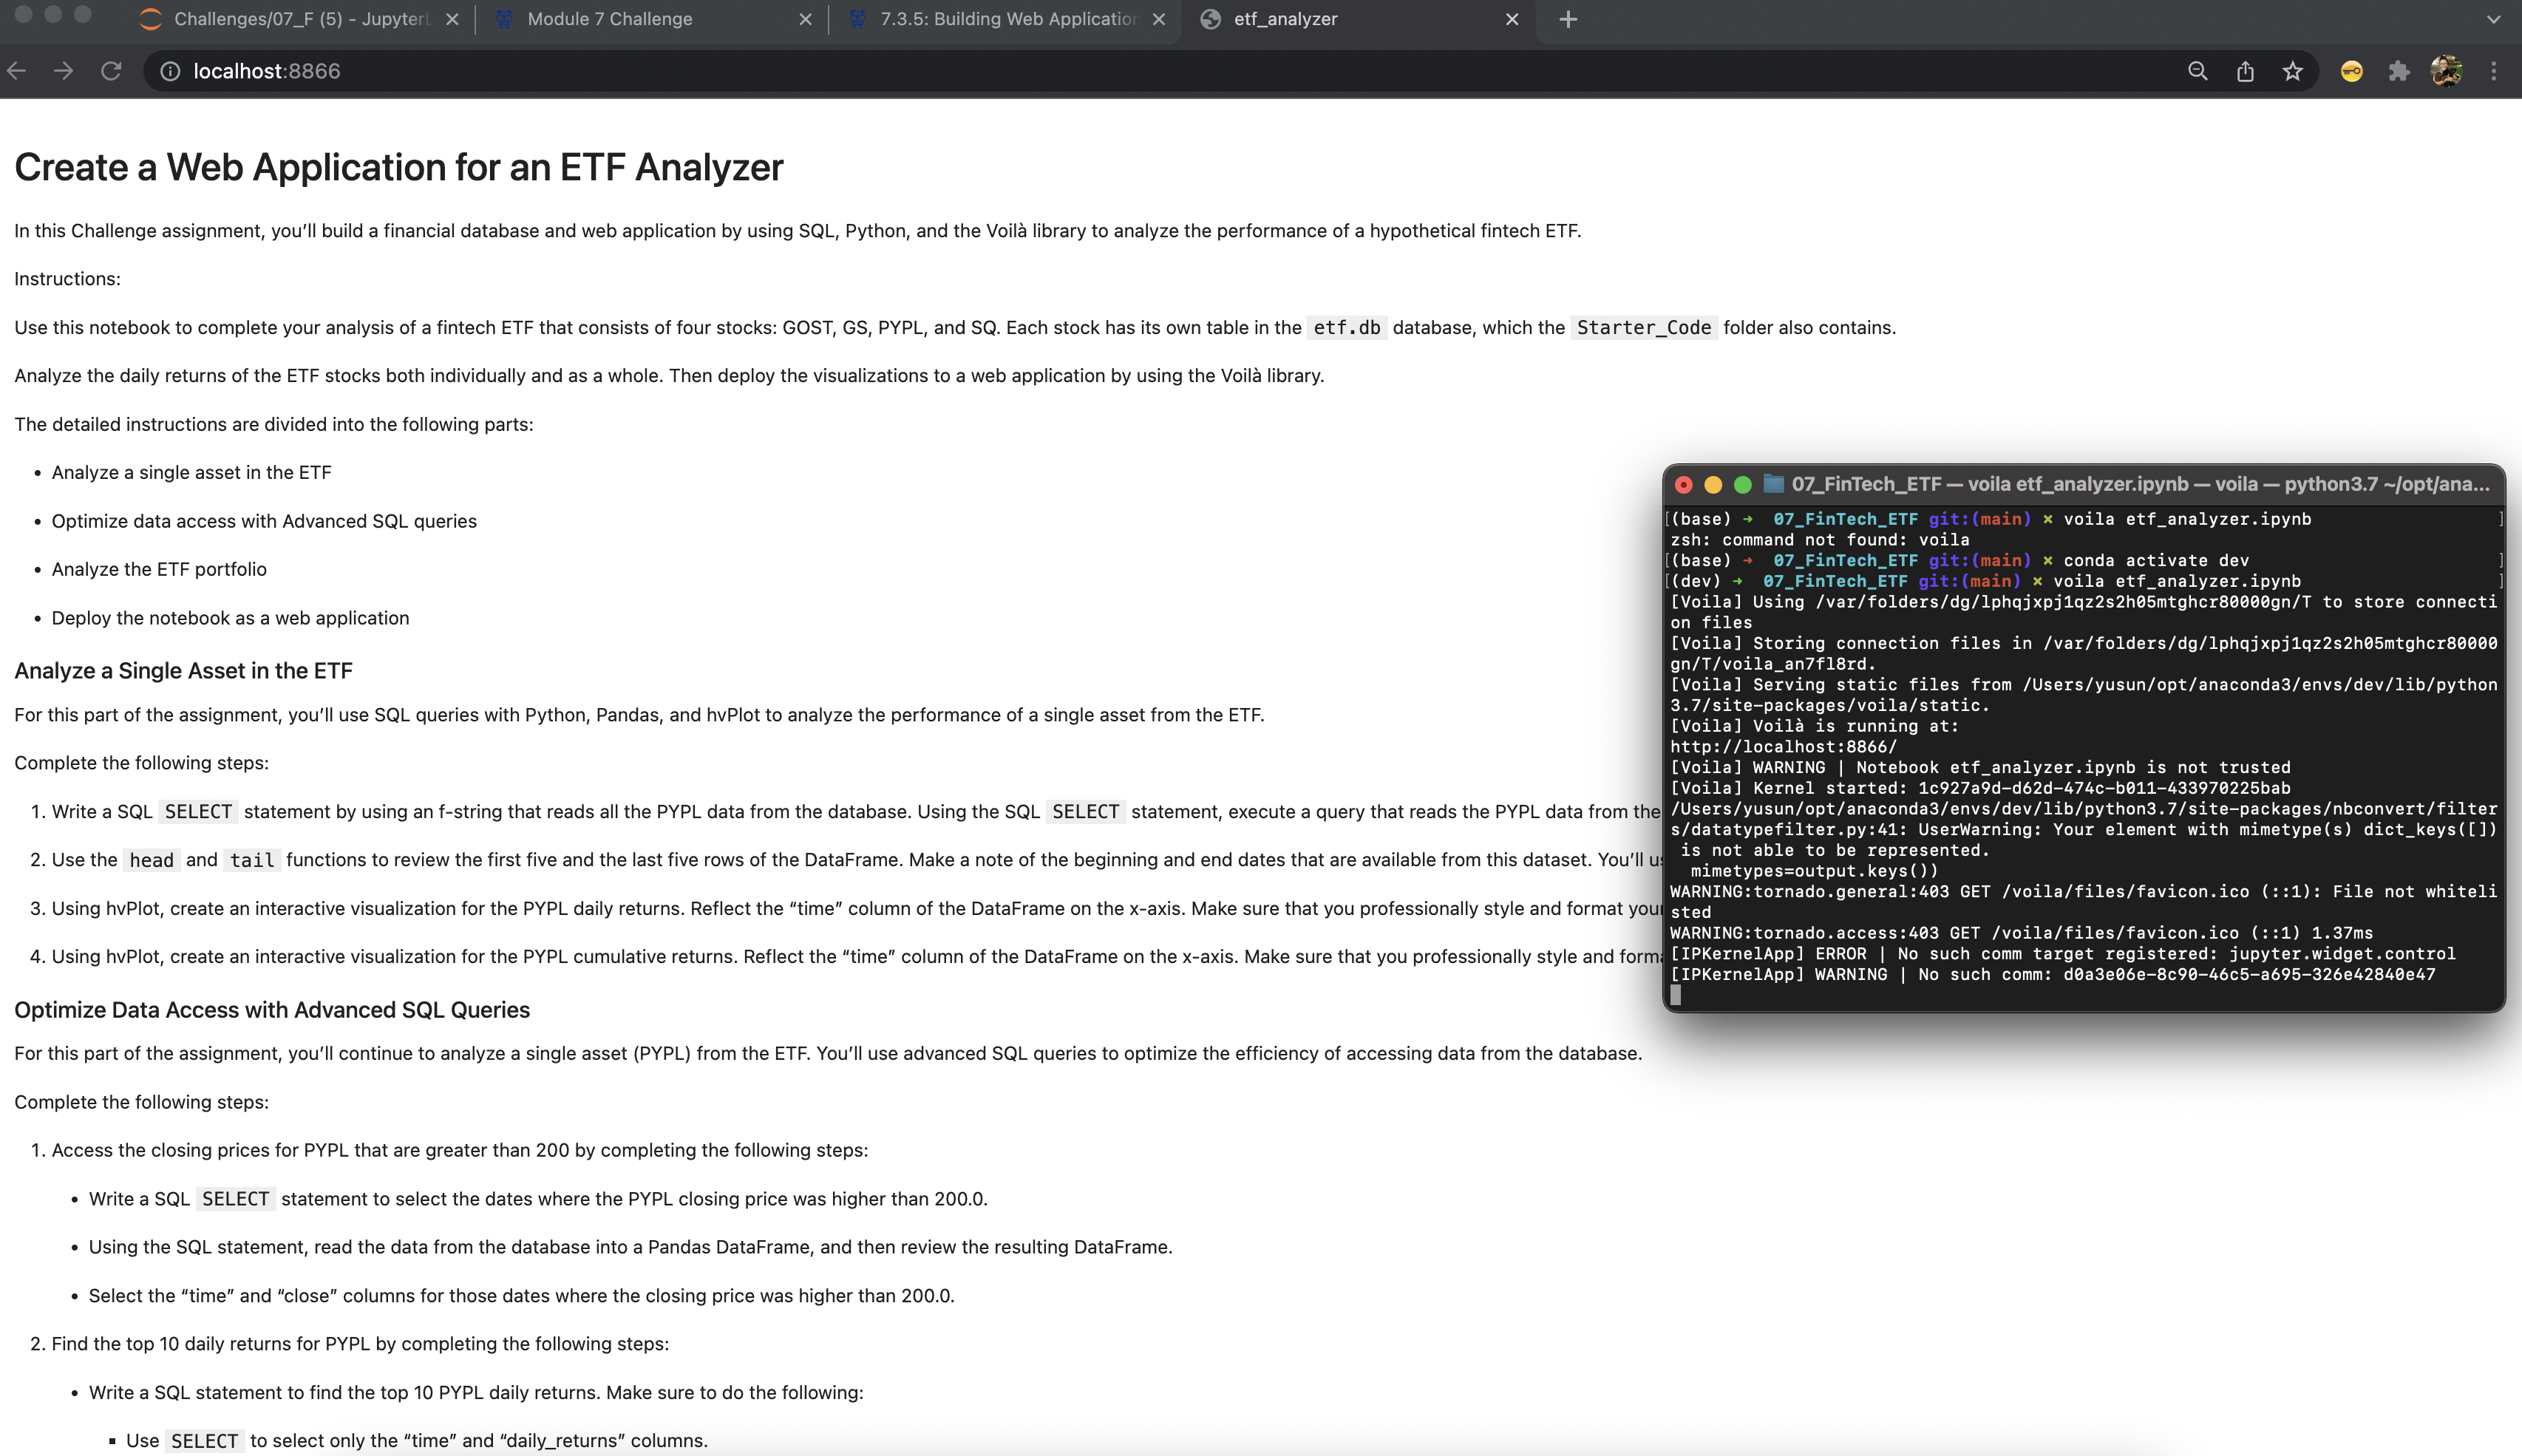 Challenges/07_F (5) - JupyterL
Module 7 Challenge
7.3.5: Building Web Application
etf_analyzer
localhost:8866
Create a Web Application for an ETF Analyzer
In this Challenge assignment, you’ll build a financial database and web application by using SQL, Python, and the Voilà library to analyze the performance of a hypothetical fintech ETF.
Instructions:
Use this notebook to complete your analysis of a fintech ETF that consists of four stocks: GOST, GS, PYPL, and SQ. Each stock has its own table in the etf.db database, which the Starter_Code folder also contains.
Analyze the daily returns of the ETF stocks both individually and as a whole. Then deploy the visualizations to a web application by using the Voilà library.
The detailed instructions are divided into the following parts:
• Analyze a single asset in the ETF
• Optimize data access with Advanced SQL queries
• Analyze the ETF portfolio
• Deploy the notebook as a web application
Analyze a Single Asset in the ETF
For this part of the assignment, you’ll use SQL queries with Python, Pandas, and hvPlot to analyze the performance of a single asset from the ETF.
Complete the following steps:
1. Write a SQL SELECT statement by using an f-string that reads all the PYPL data from the database. Using the SQL SELECT statement, execute a query that reads the PYPL data from the
2. Use the head and tail functions to review the first five and the last five rows of the DataFrame. Make a note of the beginning and end dates that are available from this dataset. You’ll us
3. Using hvPlot, create an interactive visualization for the PYPL daily returns. Reflect the “time” column of the DataFrame on the x-axis. Make sure that you professionally style and format your
4. Using hvPlot, create an interactive visualization for the PYPL cumulative returns. Reflect the “time” column of the DataFrame on the x-axis. Make sure that you professionally style and forma
Optimize Data Access with Advanced SQL Queries
For this part of the assignment, you’ll continue to analyze a single asset (PYPL) from the ETF. You’ll use advanced SQL queries to optimize the efficiency of accessing data from the database.
Complete the following steps:
1. Access the closing prices for PYPL that are greater than 200 by completing the following steps:
• Write a SQL SELECT statement to select the dates where the PYPL closing price was higher than 200.0.
• Using the SQL statement, read the data from the database into a Pandas DataFrame, and then review the resulting DataFrame.
• Select the “time” and “close” columns for those dates where the closing price was higher than 200.0.
2. Find the top 10 daily returns for PYPL by completing the following steps:
• Write a SQL statement to find the top 10 PYPL daily returns. Make sure to do the following:
▪ Use SELECT to select only the “time” and “daily_returns” columns.
07_FinTech_ETF — voila etf_analyzer.ipynb — voila — python3.7 ~/opt/ana...
[(base) ➜ 07_FinTech_ETF git:(main) × voila etf_analyzer.ipynb ]
zsh: command not found: voila
[(base) ➜ 07_FinTech_ETF git:(main) × conda activate dev ]
[(dev) ➜ 07_FinTech_ETF git:(main) × voila etf_analyzer.ipynb ]
[Voila] Using /var/folders/dg/lphqjxpj1qz2s2h05mtghcr80000gn/T to store connecti
on files
[Voila] Storing connection files in /var/folders/dg/lphqjxpj1qz2s2h05mtghcr80000
gn/T/voila_an7fl8rd.
[Voila] Serving static files from /Users/yusun/opt/anaconda3/envs/dev/lib/python
3.7/site-packages/voila/static.
[Voila] Voilà is running at:
http://localhost:8866/
[Voila] WARNING | Notebook etf_analyzer.ipynb is not trusted
[Voila] Kernel started: 1c927a9d-d62d-474c-b011-433970225bab
/Users/yusun/opt/anaconda3/envs/dev/lib/python3.7/site-packages/nbconvert/filter
s/datatypefilter.py:41: UserWarning: Your element with mimetype(s) dict_keys([])
is not able to be represented.
mimetypes=output.keys())
WARNING:tornado.general:403 GET /voila/files/favicon.ico (::1): File not whiteli
sted
WARNING:tornado.access:403 GET /voila/files/favicon.ico (::1) 1.37ms
[IPKernelApp] ERROR | No such comm target registered: jupyter.widget.control
[IPKernelApp] WARNING | No such comm: d0a3e06e-8c90-46c5-a695-326e42840e47